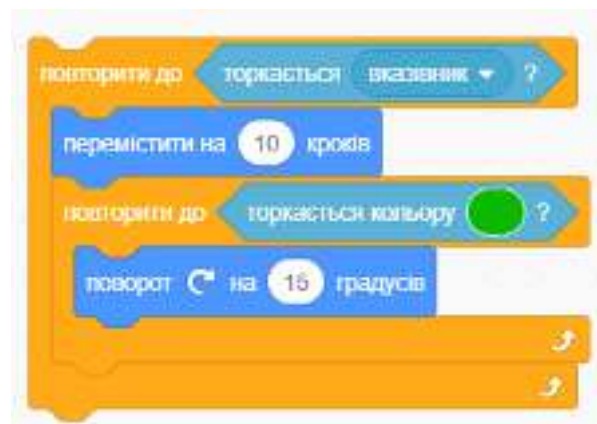 повторити до торкається вказівник ?
перемістити на 10 кроків
повторити до торкається кольору ?
поворот на 15 градусів